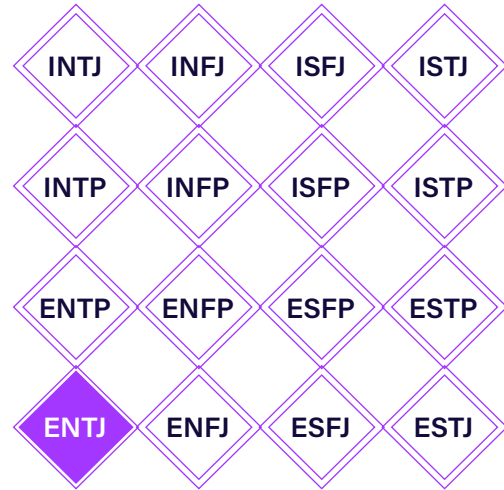 INTJ INFJ ISFJ ISTJ
INTP INFP ISFP ISTP
ENTP ENFP ESFP ESTP
ENTJ ENFJ ESFJ ESTJ